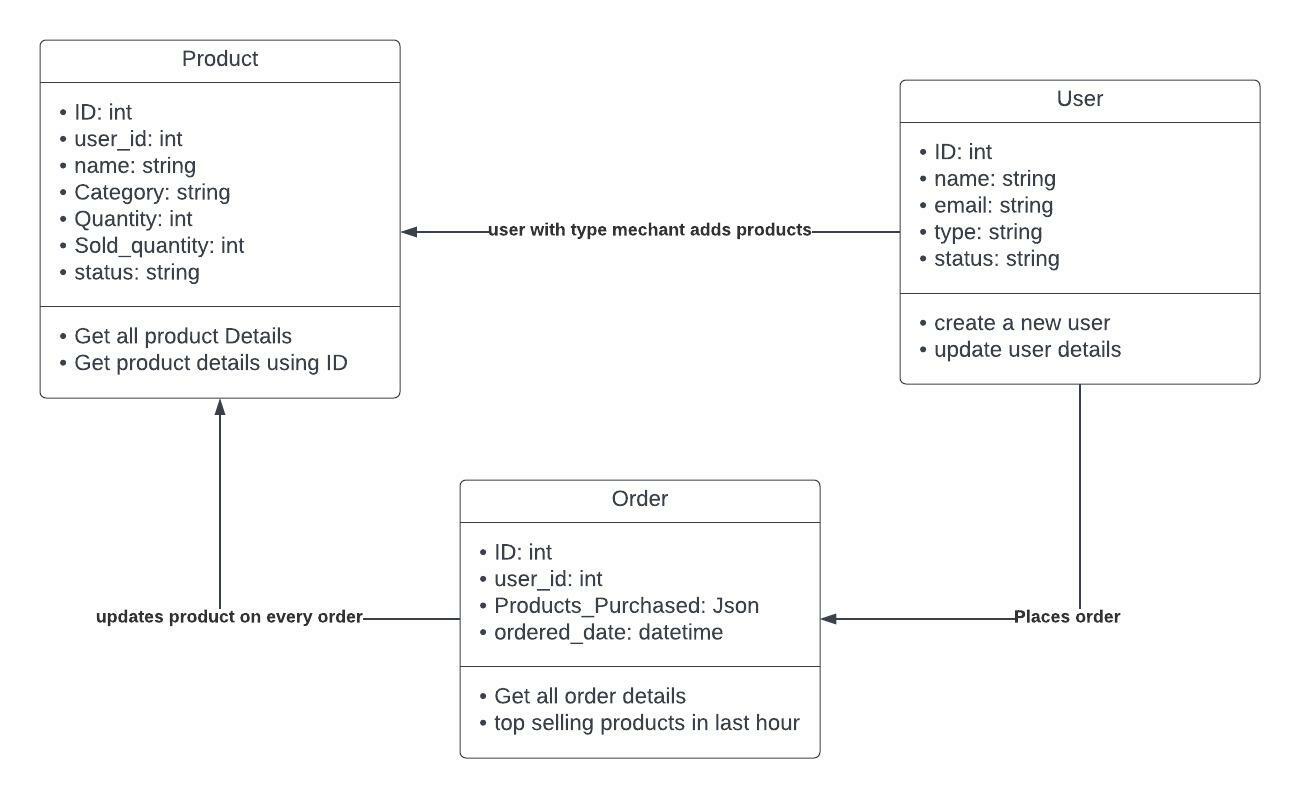 Product
• ID: int
• user_id: int
• name: string
• Category: string
• Quantity: int
• Sold_quantity: int
• status: string
• Get all product Details
• Get product details using ID
user with type mechant adds products
User
• ID: int
• name: string
• email: string
• type: string
• status: string
• create a new user
• update user details
Order
• ID: int
• user_id: int
• Products_Purchased: Json
• ordered_date: datetime
• Get all order details
• top selling products in last hour
updates product on every order
Places order